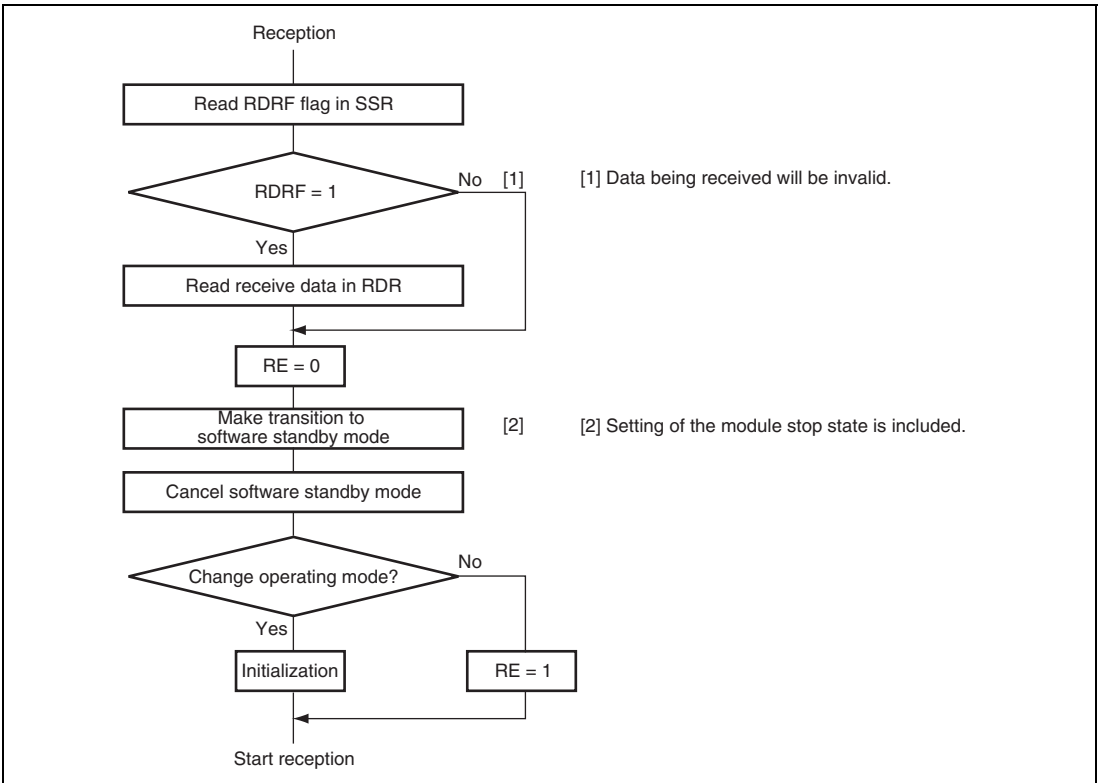 Reception
Read RDRF flag in SSR
RDRF = 1
No
[1]
[1] Data being received will be invalid.
Yes
Read receive data in RDR
RE = 0
Make transition to
software standby mode
[2]
[2] Setting of the module stop state is included.
Cancel software standby mode
Change operating mode?
No
Yes
Initialization
RE = 1
Start reception